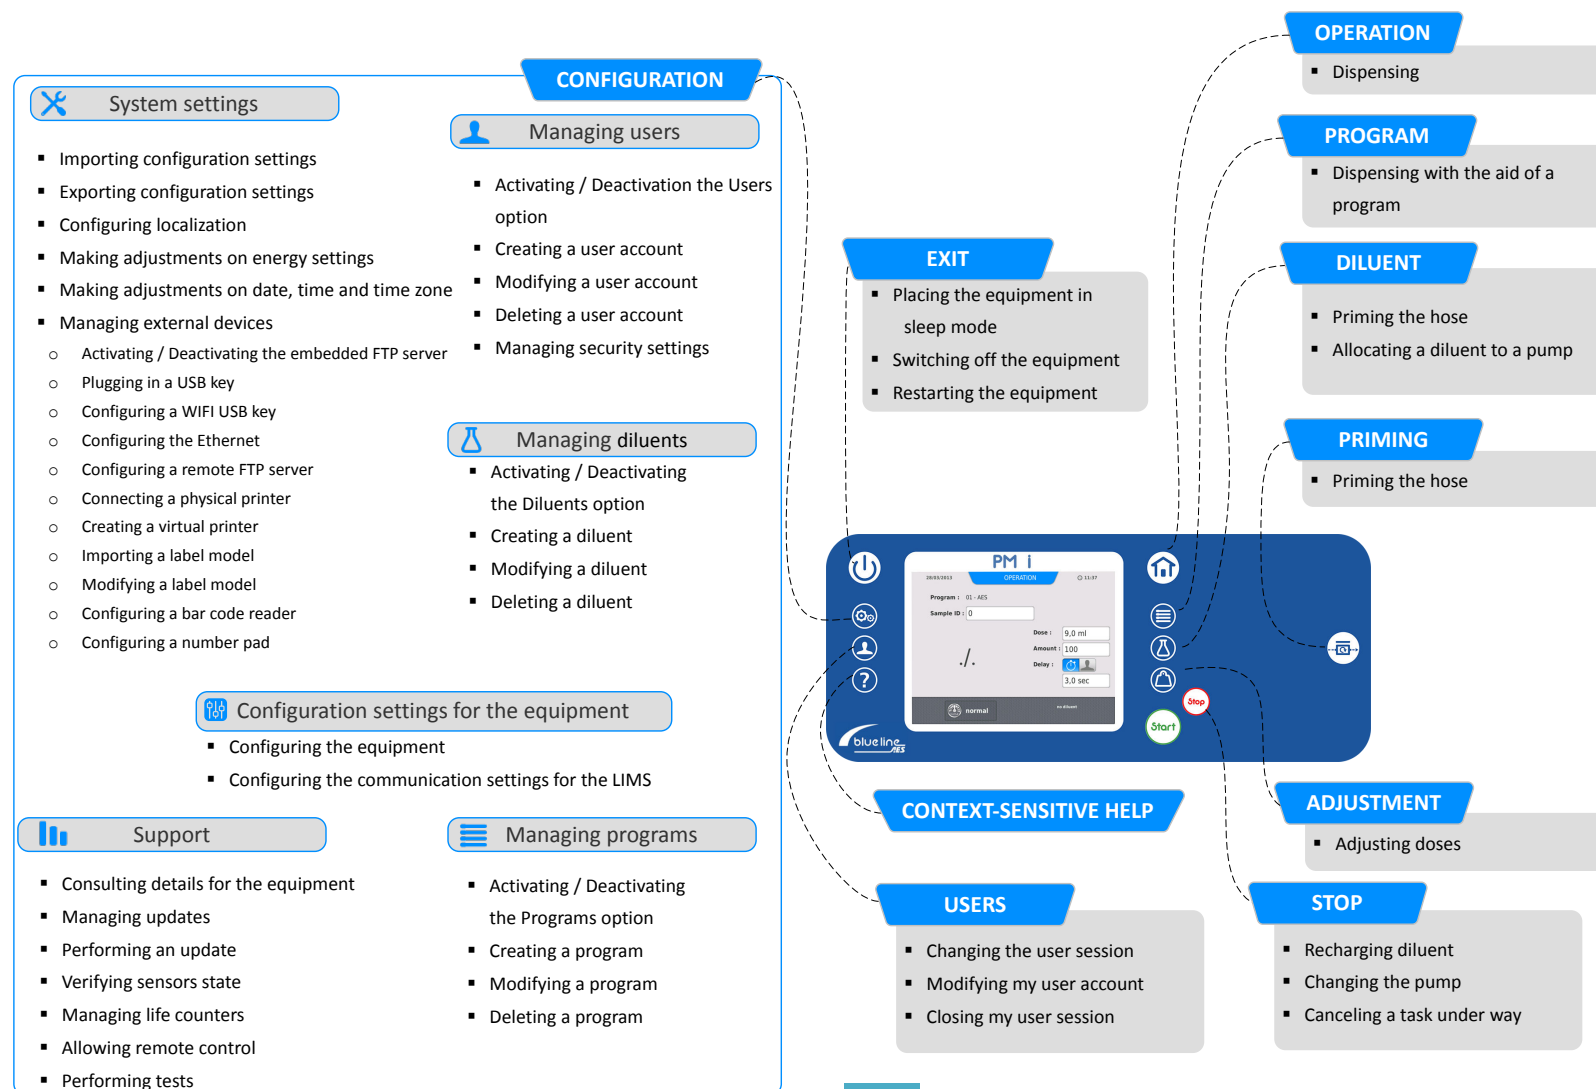 CONFIGURATION
System settings
Importing configuration settings
Exporting configuration settings
Configuring localization
Making adjustments on energy settings
Making adjustments on date, time and time zone
Managing external devices
Activating / Deactivating the embedded FTP server
Plugging in a USB key
Configuring a WIFI USB key
Configuring the Ethernet
Configuring a remote FTP server
Connecting a physical printer
Creating a virtual printer
Importing a label model
Modifying a label model
Configuring a bar code reader
Configuring a number pad
Managing users
Activating / Deactivation the Users
option
Creating a user account
Modifying a user account
Deleting a user account
Managing security settings
Managing diluents
Activating / Deactivating
the Diluents option
Creating a diluent
Modifying a diluent
Deleting a diluent
Configuration settings for the equipment
Configuring the equipment
Configuring the communication settings for the LIMS
Support
Consulting details for the equipment
Managing updates
Performing an update
Verifying sensors state
Managing life counters
Allowing remote control
Performing tests
Managing programs
Activating / Deactivating
the Programs option
Creating a program
Modifying a program
Deleting a program
EXIT
Placing the equipment in
sleep mode
Switching off the equipment
Restarting the equipment
OPERATION
Dispensing
PROGRAM
Dispensing with the aid of a
program
DILUENT
Priming the hose
Allocating a diluent to a pump
PRIMING
Priming the hose
PM i
20/03/2013 OPERATION 11:37
Program : 01 - AES
Sample ID : 0
Dose : 9,0 ml
Amount : 100
./.
Delay :
3,0 sec
normal
no diluent
?
Stop
Start
blue line
AES
CONTEXT-SENSITIVE HELP
USERS
Changing the user session
Modifying my user account
Closing my user session
ADJUSTMENT
Adjusting doses
STOP
Recharging diluent
Changing the pump
Canceling a task under way